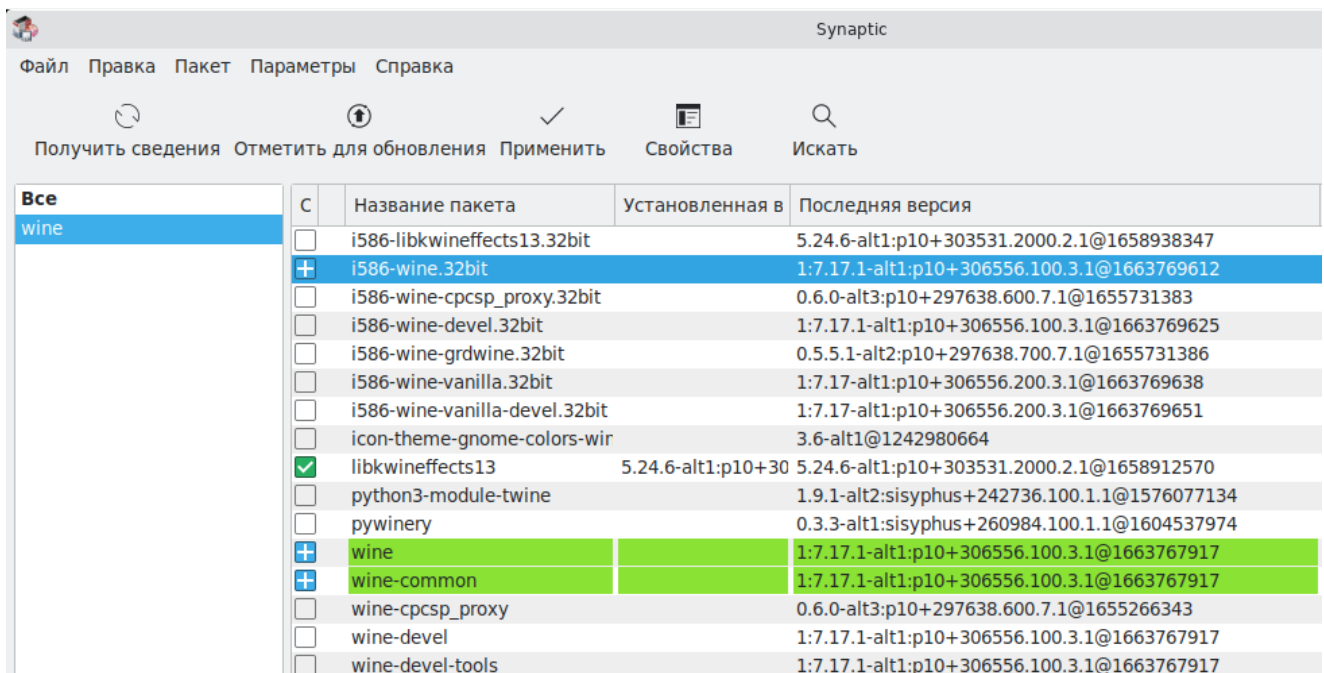 Synaptic
Файл Правка Пакет Параметры Справка
Получить сведения Отметить для обновления Применить Свойства Искать
Все
wine
С Название пакета Установленная в Последняя версия
i586-libkwineffects13.32bit 5.24.6-alt1:p10+303531.2000.2.1@1658938347
i586-wine.32bit 1:7.17.1-alt1:p10+306556.100.3.1@1663769612
i586-wine-cpcsp_proxy.32bit 0.6.0-alt3:p10+297638.600.7.1@1655731383
i586-wine-devel.32bit 1:7.17.1-alt1:p10+306556.100.3.1@1663769625
i586-wine-grdwine.32bit 0.5.5.1-alt2:p10+297638.700.7.1@1655731386
i586-wine-vanilla.32bit 1:7.17-alt1:p10+306556.200.3.1@1663769638
i586-wine-vanilla-devel.32bit 1:7.17-alt1:p10+306556.200.3.1@1663769651
icon-theme-gnome-colors-wir 3.6-alt1@1242980664
libkwineffects13 5.24.6-alt1:p10+30 5.24.6-alt1:p10+303531.2000.2.1@1658912570
python3-module-twine 1.9.1-alt2:sisyphus+242736.100.1.1@1576077134
pywinery 0.3.3-alt1:sisyphus+260984.100.1.1@1604537974
wine 1:7.17.1-alt1:p10+306556.100.3.1@1663767917
wine-common 1:7.17.1-alt1:p10+306556.100.3.1@1663767917
wine-cpcsp_proxy 0.6.0-alt3:p10+297638.600.7.1@1655266343
wine-devel 1:7.17.1-alt1:p10+306556.100.3.1@1663767917
wine-devel-tools 1:7.17.1-alt1:p10+306556.100.3.1@1663767917